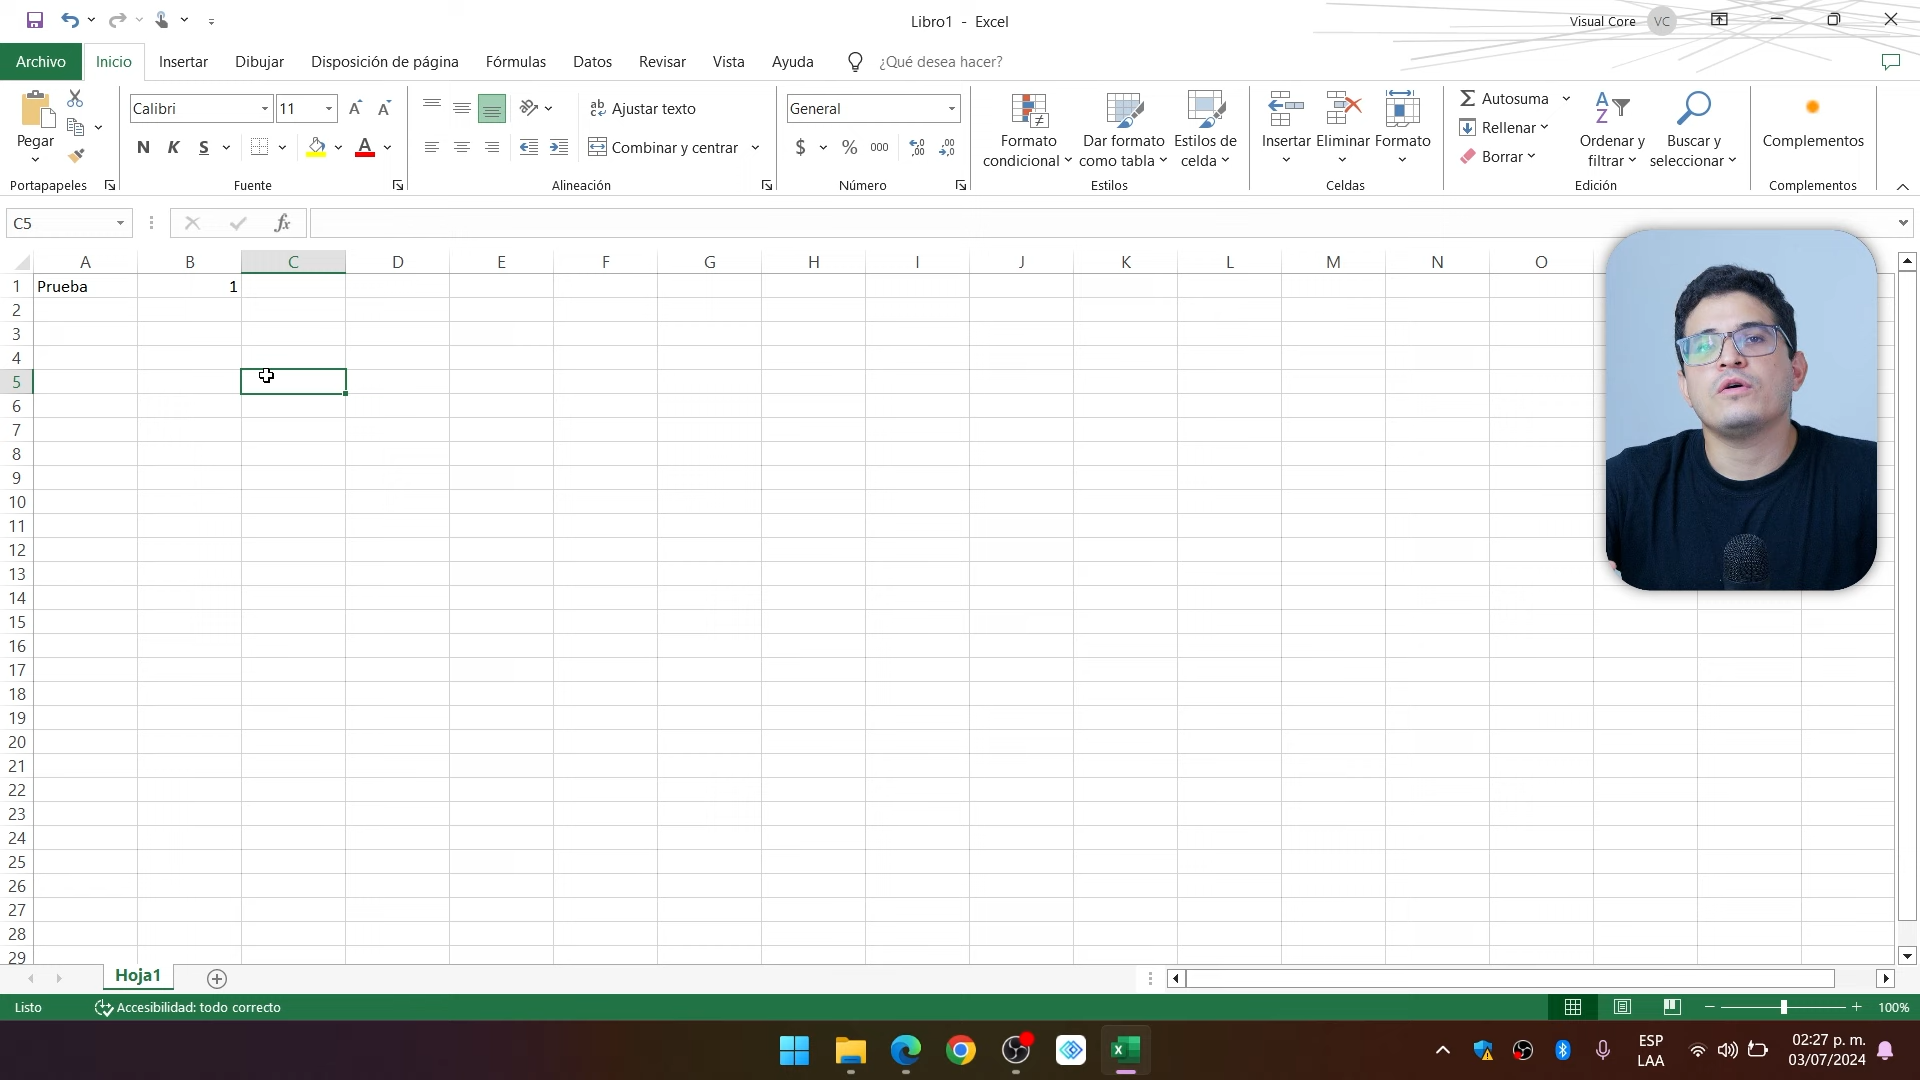 Libro1 - Excel
Visual Core VC
Archivo Inicio Insertar Dibujar Disposición de página Fórmulas Datos Revisar Vista Ayuda ¿Qué desea hacer?
Pegar
Portapapeles
Calibri 11
N K S A
Fuente
ab Ajustar texto
Combinar y centrar
Alineación
General
$ % 000
Número
Formato condicional
Dar formato como tabla
Estilos de celda
Estilos
Insertar Eliminar Formato
Celdas
Autosuma
Rellenar
Borrar
Ordenar y filtrar
Buscar y seleccionar
Edición
Complementos
Complementos
C5 fx
A B C D E F G H I J K L M N O
1 Prueba 1
2
3
4
5
6
7
8
9
10
11
12
13
14
15
16
17
18
19
20
21
22
23
24
25
26
27
28
29
Hoja1
Listo Accesibilidad: todo correcto 100%
ESP
LAA
02:27 p. m.
03/07/2024